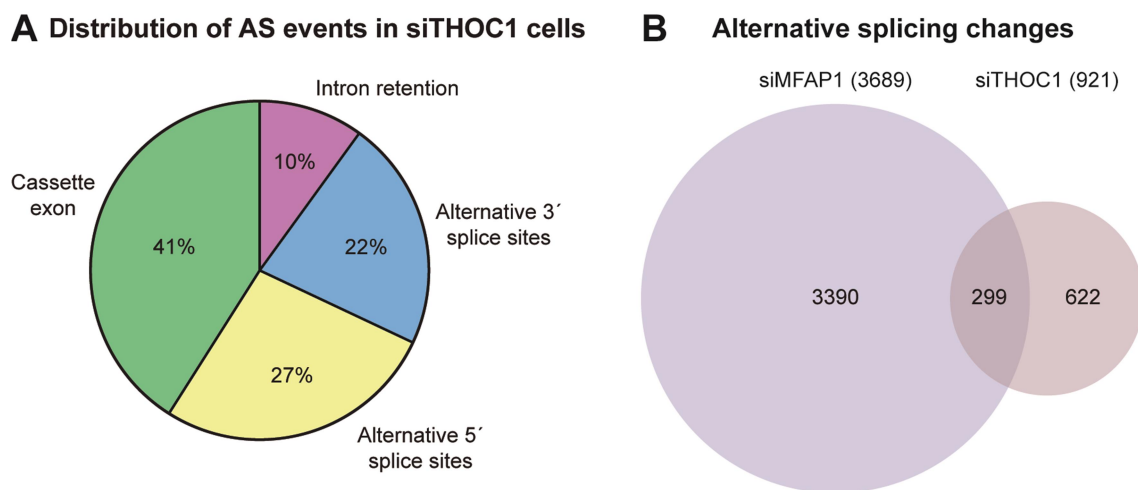 A Distribution of AS events in siTHOC1 cells
Intron retention
10%
Cassette
exon
41%
Alternative 3´
splice sites
22%
27%
Alternative 5´
splice sites
B Alternative splicing changes
siMFAP1 (3689) siTHOC1 (921)
3390 299 622